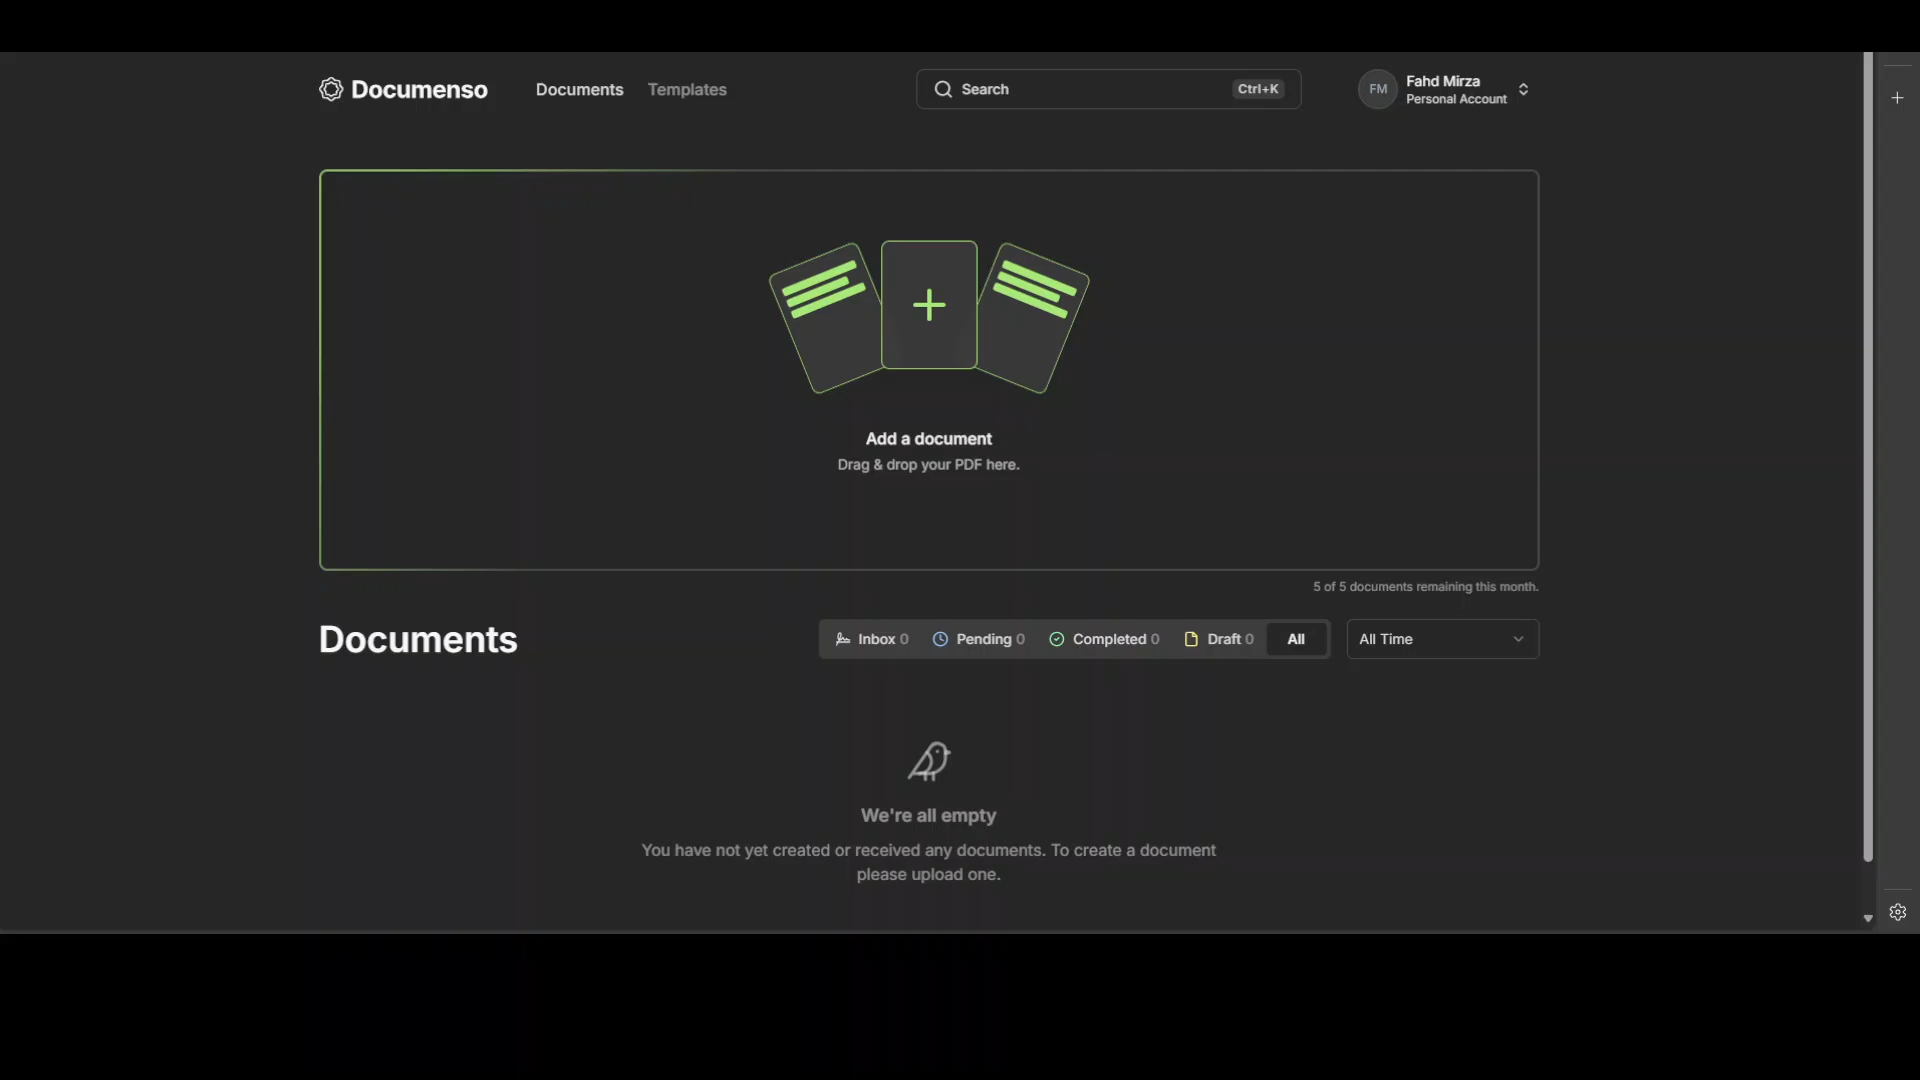 Documenso
Documents
Templates
Search
Ctrl+K
FM
Fahd Mirza
Personal Account
Add a document
Drag & drop your PDF here.
5 of 5 documents remaining this month.
Documents
Inbox 0
Pending 0
Completed 0
Draft 0
All
All Time
We're all empty
You have not yet created or received any documents. To create a document
please upload one.